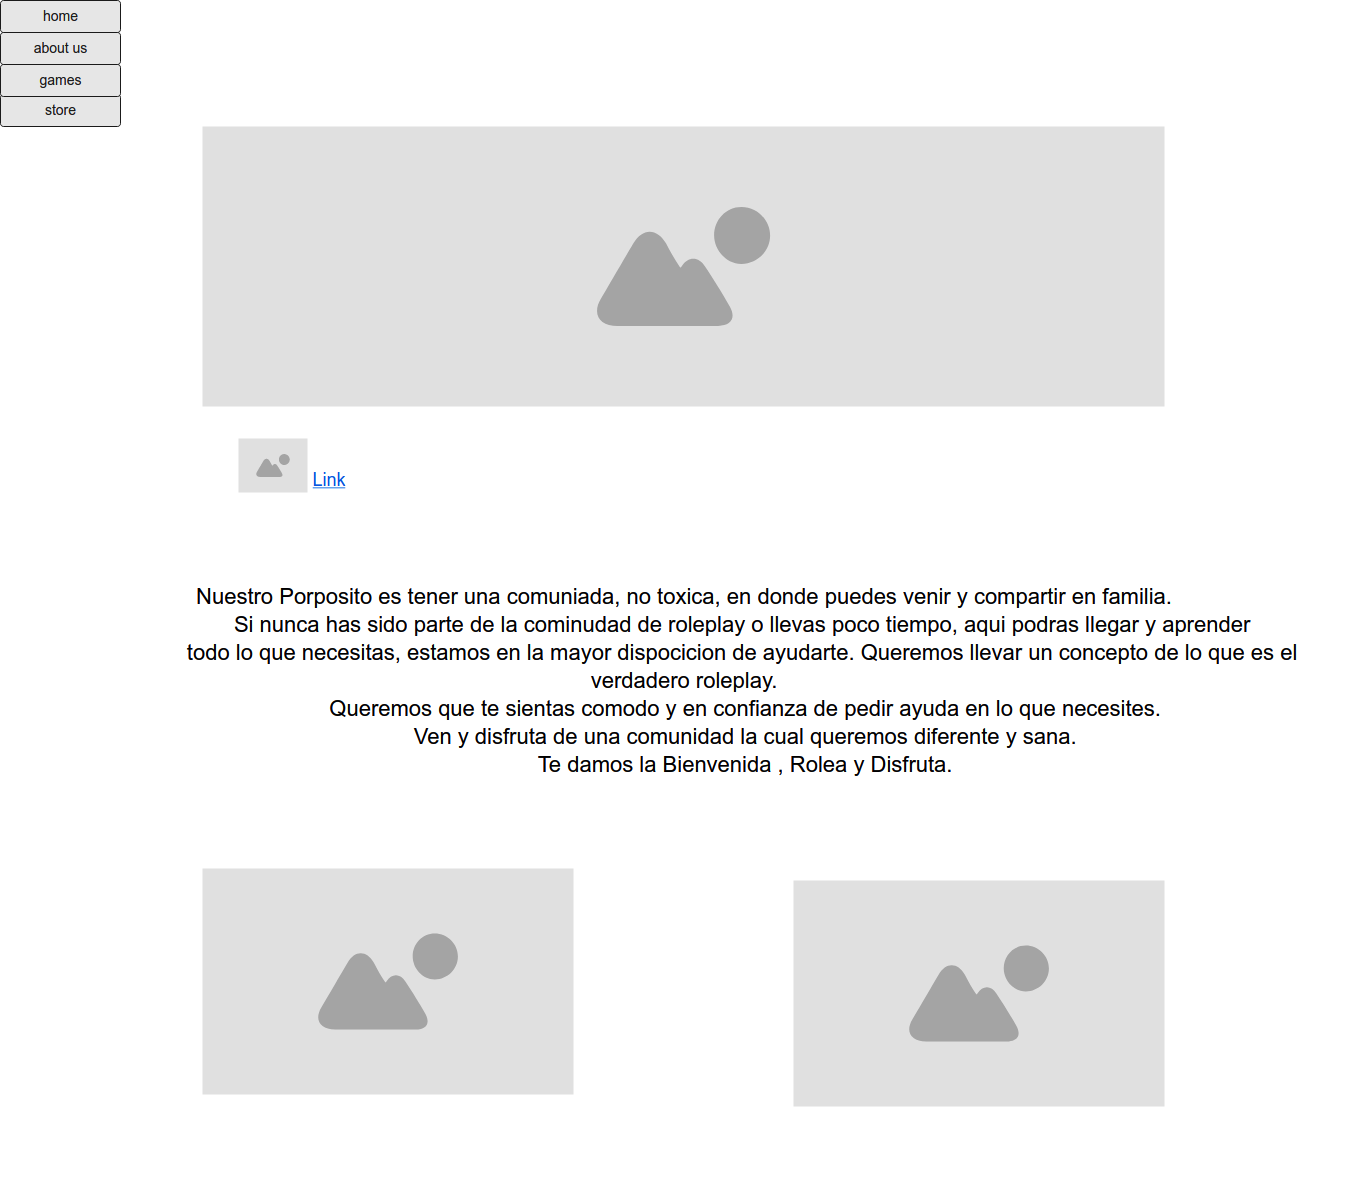 home
about us
games
store
Link
Nuestro Porposito es tener una comuniada, no toxica, en donde puedes venir y compartir en familia.
Si nunca has sido parte de la cominudad de roleplay o llevas poco tiempo, aqui podras llegar y aprender
todo lo que necesitas, estamos en la mayor dispocicion de ayudarte. Queremos llevar un concepto de lo que es el
verdadero roleplay.
Queremos que te sientas comodo y en confianza de pedir ayuda en lo que necesites.
Ven y disfruta de una comunidad la cual queremos diferente y sana.
Te damos la Bienvenida , Rolea y Disfruta.